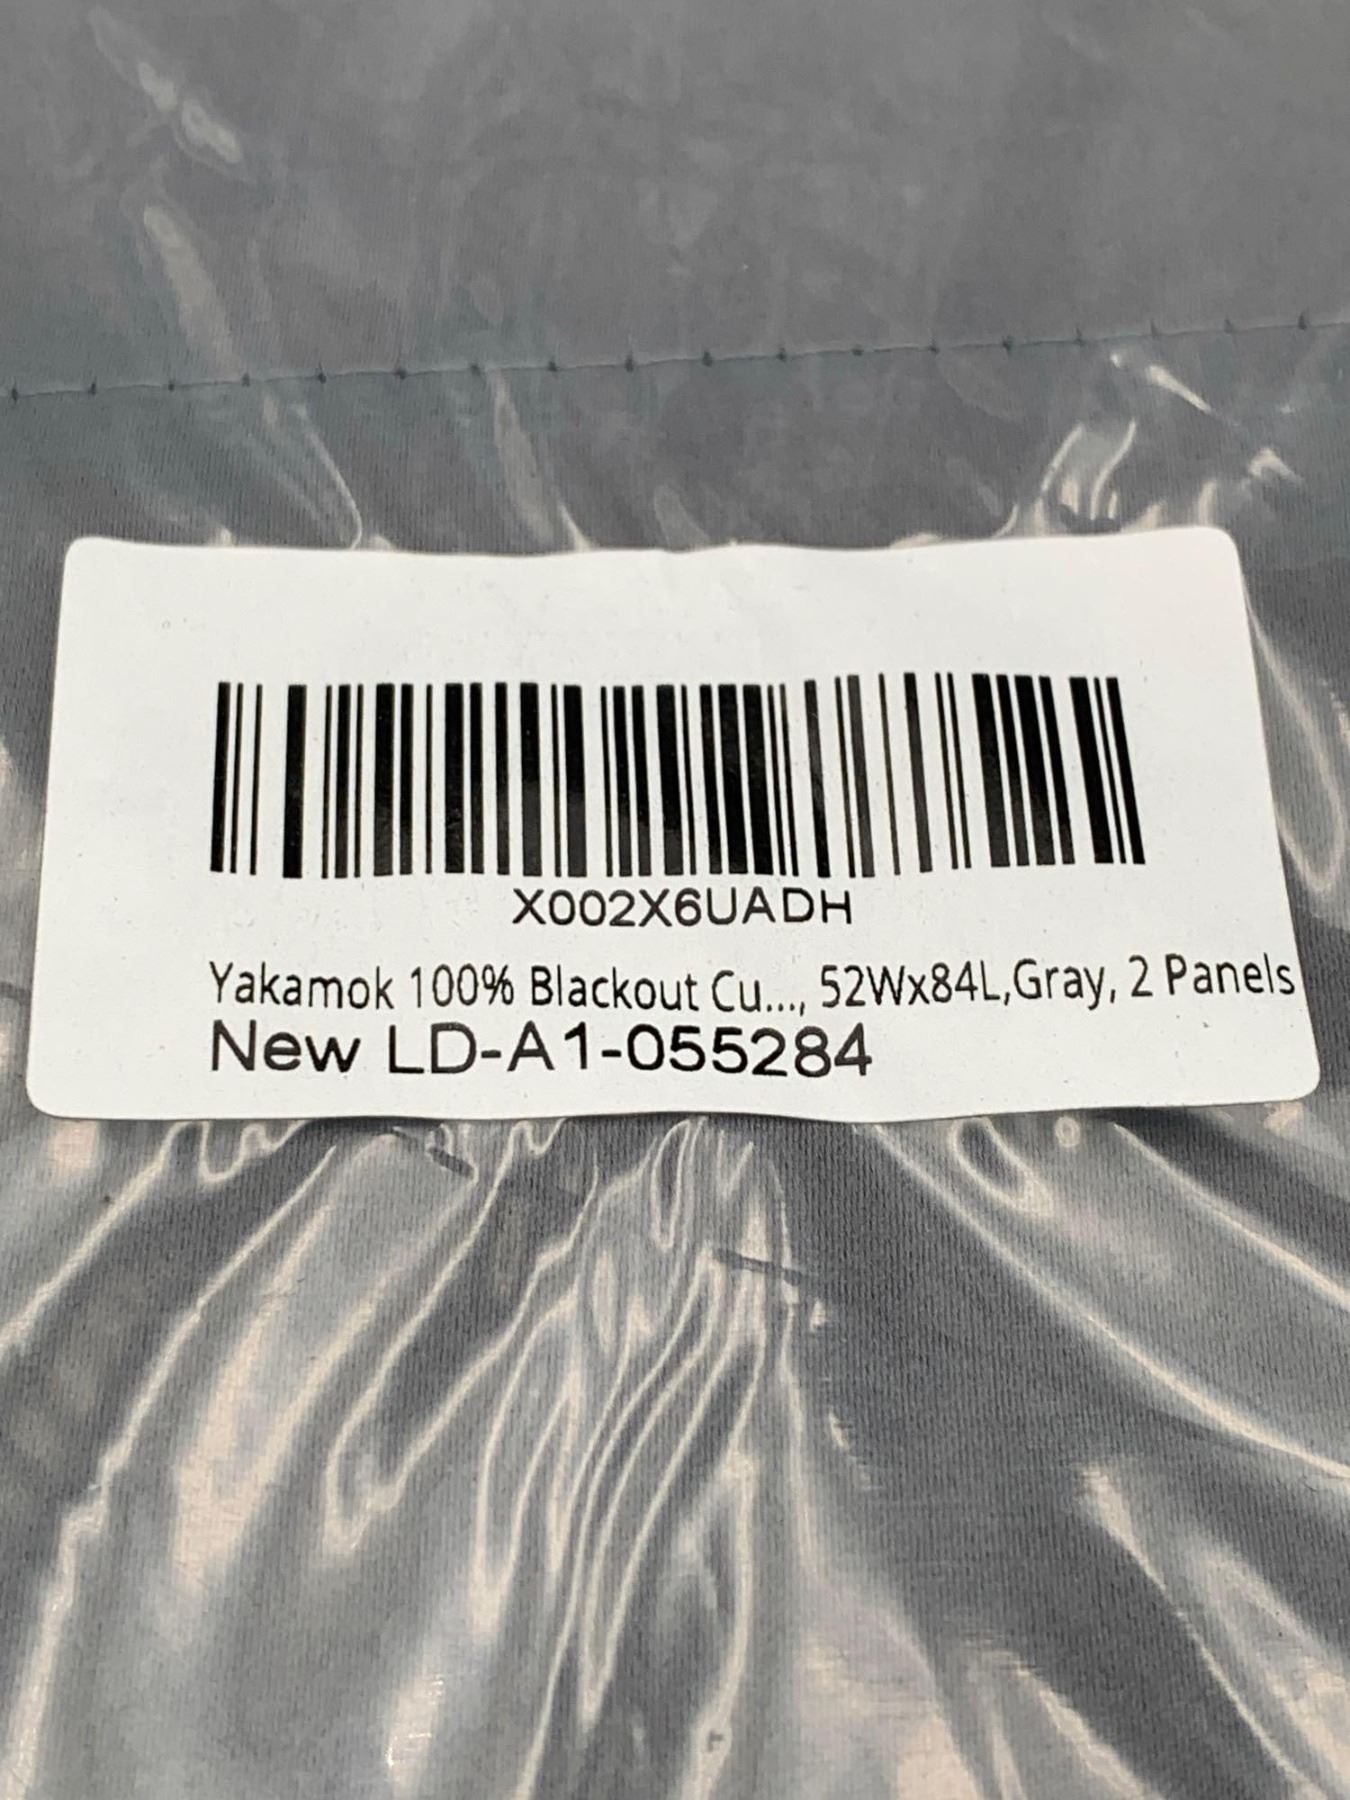 X002X6UADH
Yakamok 100% Blackout Cu..., 52Wx84L,Gray, 2 Panels
New LD-A1-055284